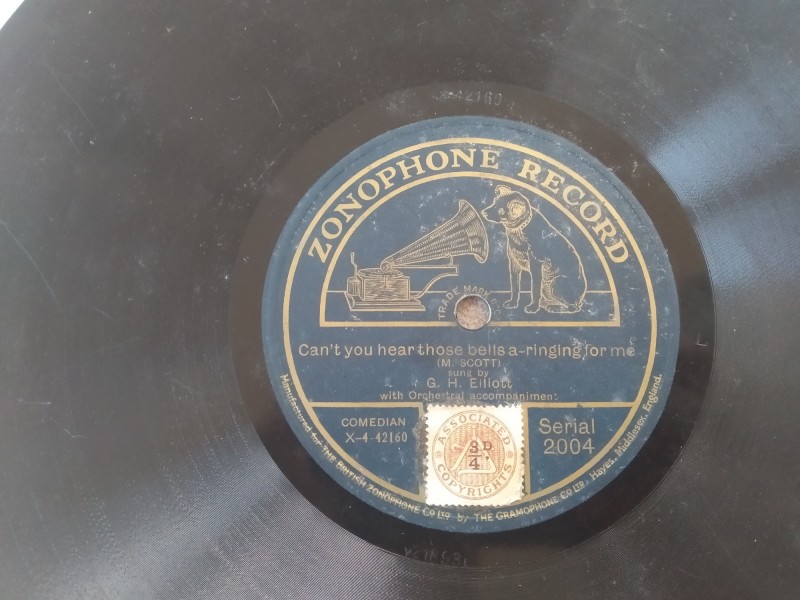 X-42160
ZONOPHONE RECORD
TRADE MARK
Can't you hear those bells a-ringing for me
(M. SCOTT)
sung by
G. H. Elliott
with Orchestral accompaniment
COMEDIAN
X-4-42160
Serial
2004
ASSOCIATED
3/4 D.
COPYRIGHTS
Manufactured for THE BRITISH ZONOPHONE CO LTD by THE GRAMOPHONE CO LTD Hayes, Middlesex, England.